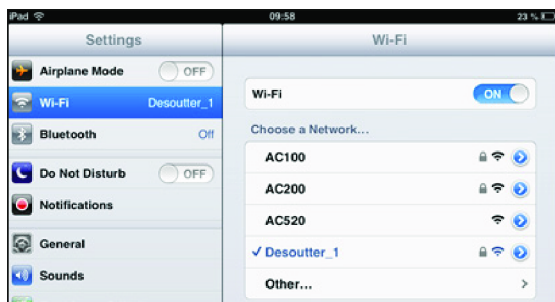 iPad 09:58 23 %
Settings
Wi-Fi
Airplane Mode OFF
Wi-Fi Desoutter_1
Bluetooth Off
Do Not Disturb OFF
Notifications
General
Sounds
Wi-Fi ON
Choose a Network...
AC100
AC200
AC520
✓ Desoutter_1
Other...